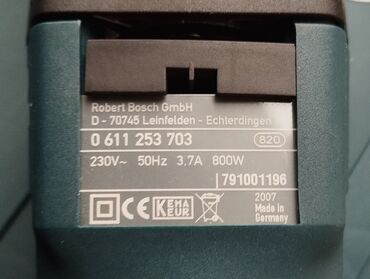 Robert Bosch GmbH
D - 70745 Leinfelden - Echterdingen
0 611 253 703 820
230V~ 50Hz 3,7A 800W
791001196
2007
Made in
Germany
CE KEMA KEUR